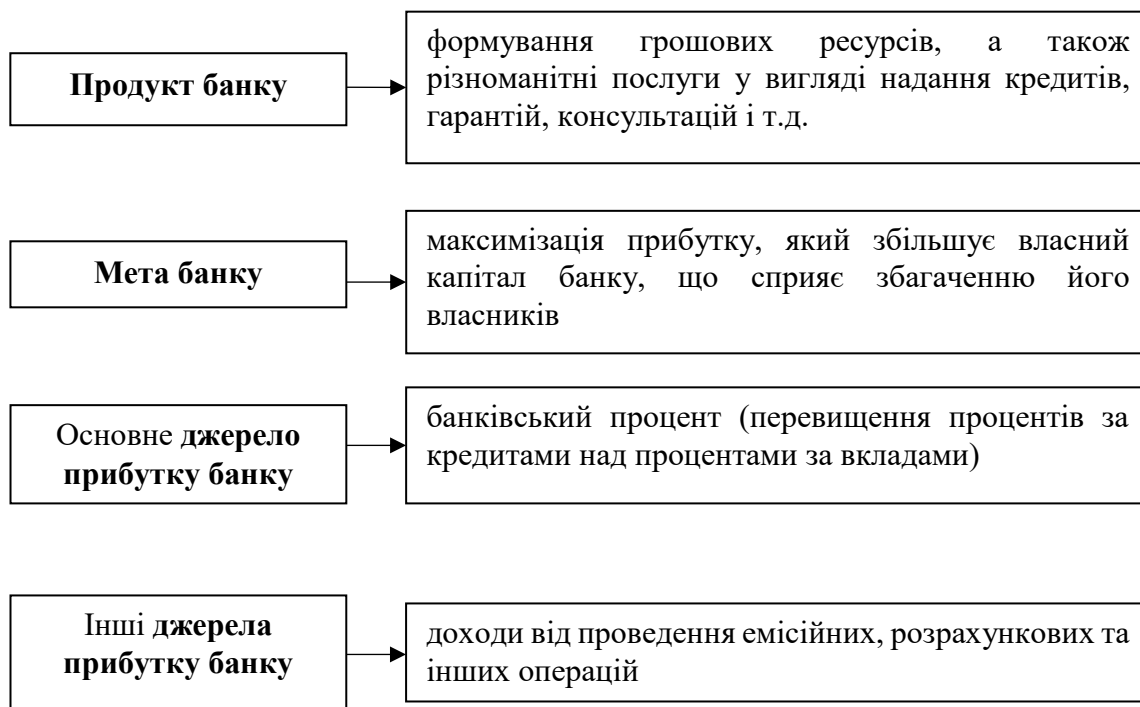 Продукт банку
формування грошових ресурсів, а також
різноманітні послуги у вигляді надання кредитів,
гарантій, консультацій і т.д.
Мета банку
максимізація прибутку, який збільшує власний
капітал банку, що сприяє збагаченню його
власників
Основне джерело
прибутку банку
банківський процент (перевищення процентів за
кредитами над процентами за вкладами)
Інші джерела
прибутку банку
доходи від проведення емісійних, розрахункових та
інших операцій